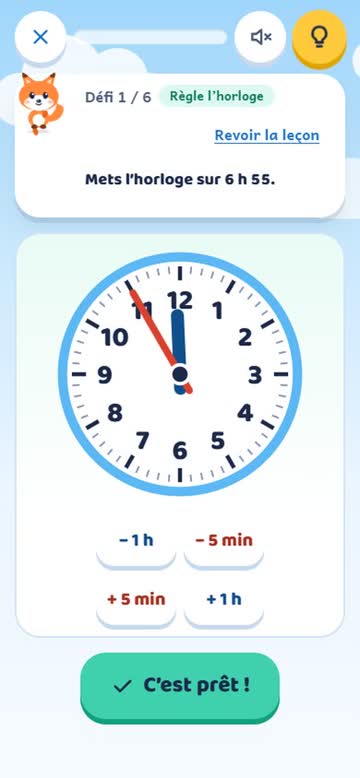 Défi 1 / 6 Règle l'horloge
Revoir la leçon
Mets l'horloge sur 6 h 55.
12
11
1
10
2
9
3
8
4
7
5
6
– 1 h
– 5 min
+ 5 min
+ 1 h
C'est prêt !